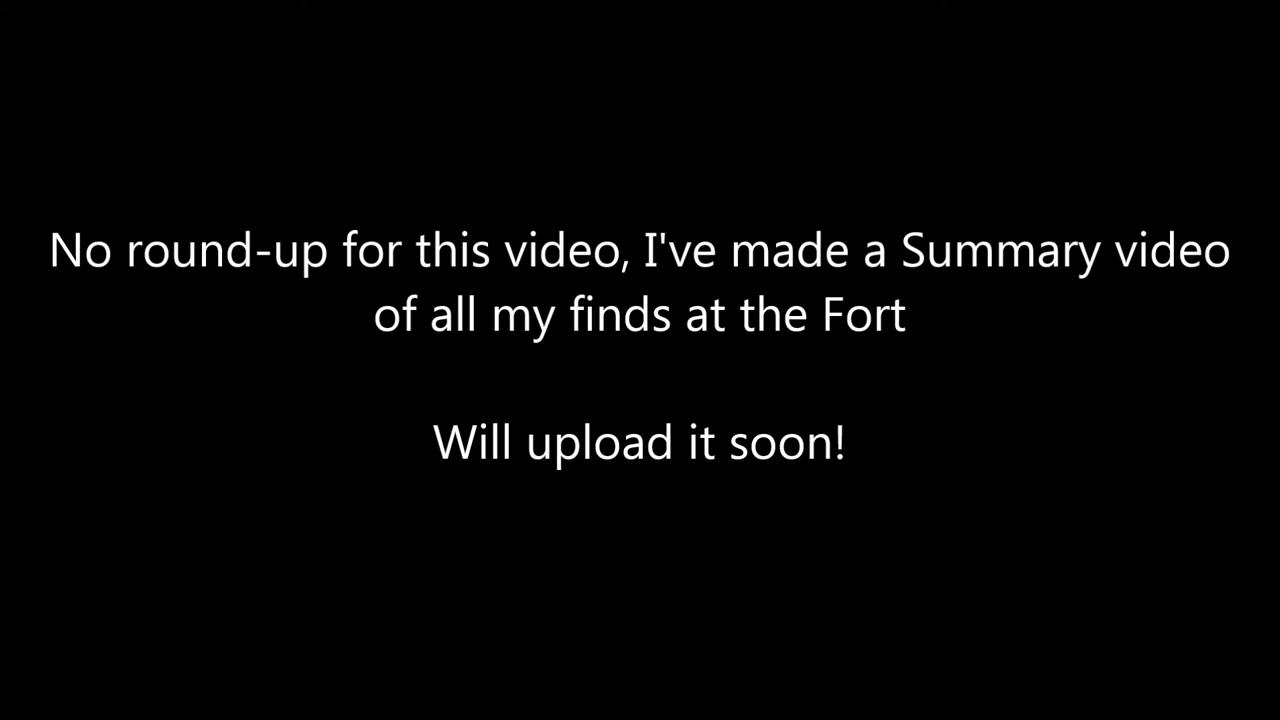 No round-up for this video, I've made a Summary video
of all my finds at the Fort
Will upload it soon!